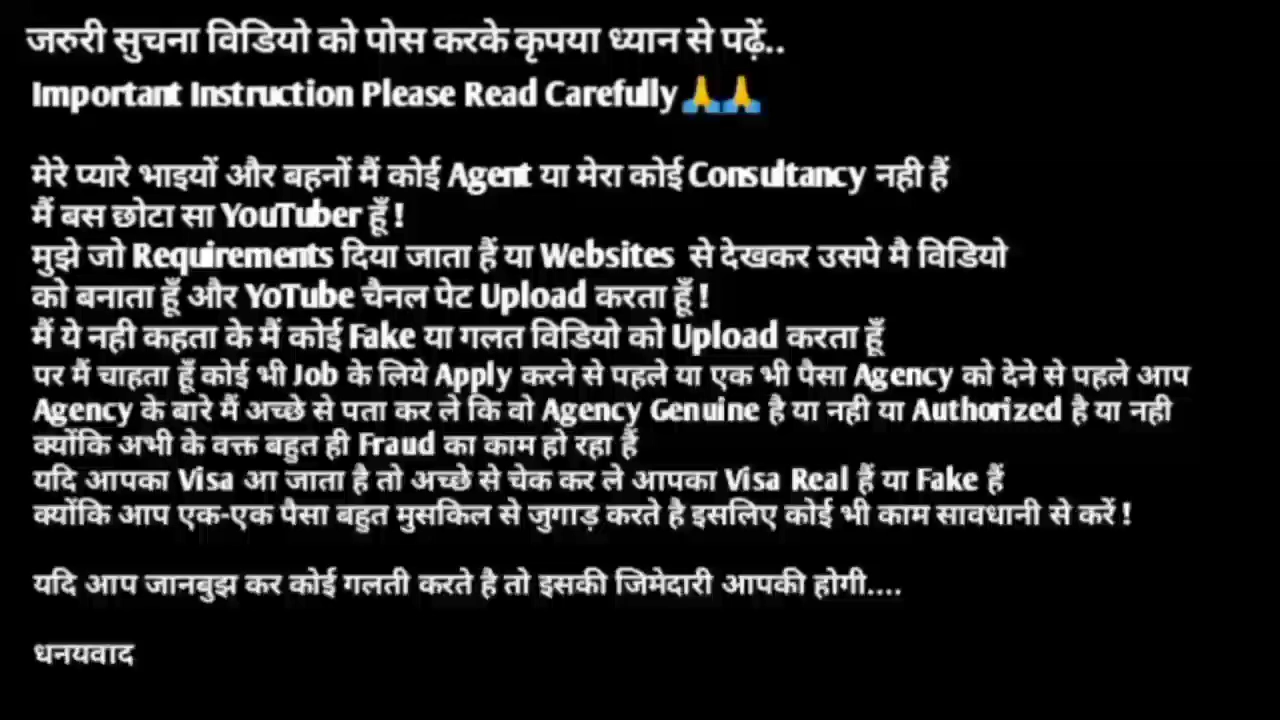 जरुरी सुचना विडियो को पोस करके कृपया ध्यान से पढ़ें..
Important Instruction Please Read Carefully🙏🙏
मेरे प्यारे भाइयों और बहनों मैं कोई Agent या मेरा कोई Consultancy नही हैं
मैं बस छोटा सा YouTuber हूँ !
मुझे जो Requirements दिया जाता हैं या Websites से देखकर उसपे मै विडियो
को बनाता हूँ और YoTube चैनल पेट Upload करता हूँ !
मैं ये नही कहता के मैं कोई Fake या गलत विडियो को Upload करता हूँ
पर मैं चाहता हूँ कोई भी Job के लिये Apply करने से पहले या एक भी पैसा Agency को देने से पहले आप
Agency के बारे मैं अच्छे से पता कर ले कि वो Agency Genuine है या नही या Authorized है या नही
क्योंकि अभी के वक्त बहुत ही Fraud का काम हो रहा हैं
यदि आपका Visa आ जाता है तो अच्छे से चेक कर ले आपका Visa Real हैं या Fake हैं
क्योंकि आप एक-एक पैसा बहुत मुसकिल से जुगाड़ करते है इसलिए कोई भी काम सावधानी से करें !
यदि आप जानबुझ कर कोई गलती करते है तो इसकी जिमेदारी आपकी होगी....
धनयवाद